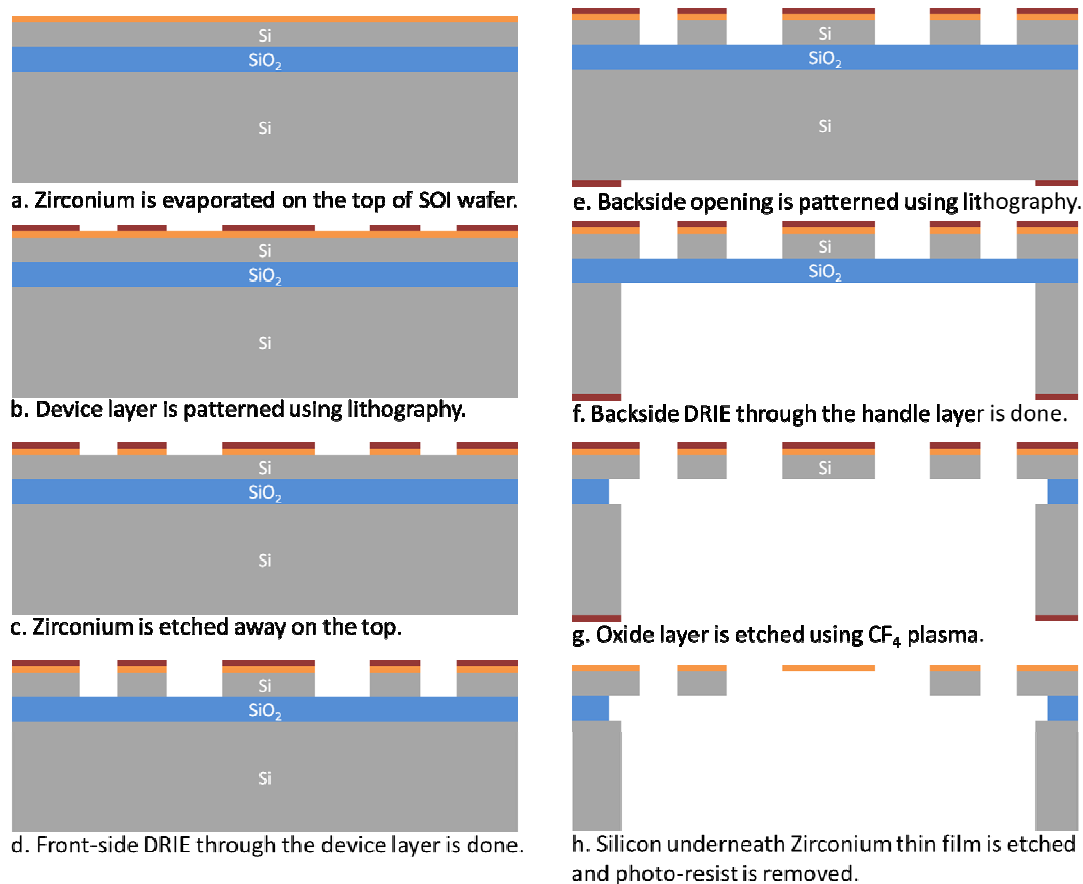 Si
SiO₂
Si
a. Zirconium is evaporated on the top of SOI wafer.
Si
SiO₂
Si
b. Device layer is patterned using lithography.
Si
SiO₂
Si
c. Zirconium is etched away on the top.
Si
SiO₂
Si
d. Front-side DRIE through the device layer is done.
Si
SiO₂
Si
e. Backside opening is patterned using lithography.
Si
SiO₂
f. Backside DRIE through the handle layer is done.
Si
g. Oxide layer is etched using CF₄ plasma.
h. Silicon underneath Zirconium thin film is etched
and photo-resist is removed.